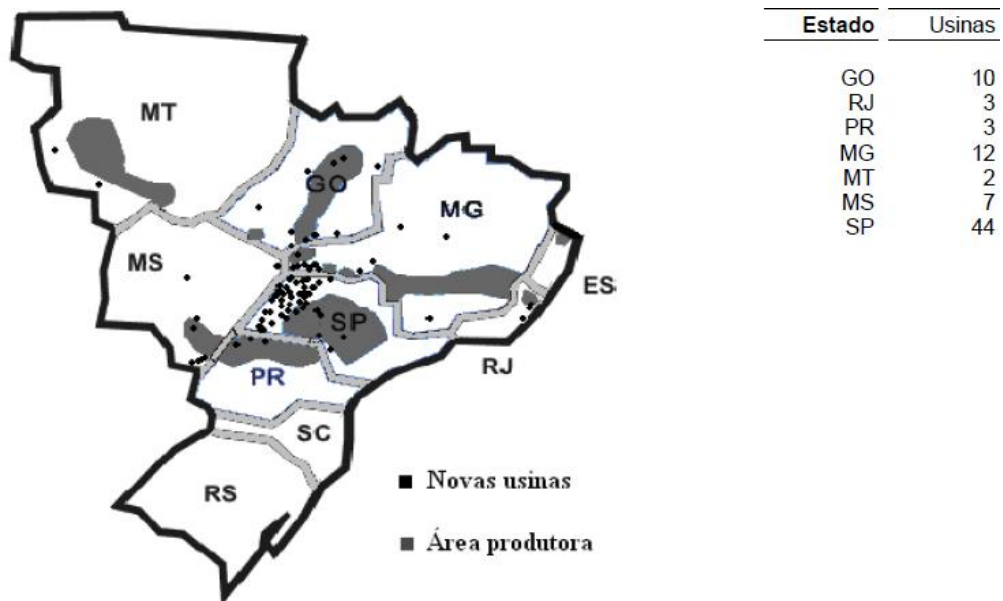 Estado Usinas
GO 10
RJ 3
PR 3
MG 12
MT 2
MS 7
SP 44
MT
GO
MG
MS
ES
SP
RJ
PR
SC
RS
Novas usinas
Área produtora